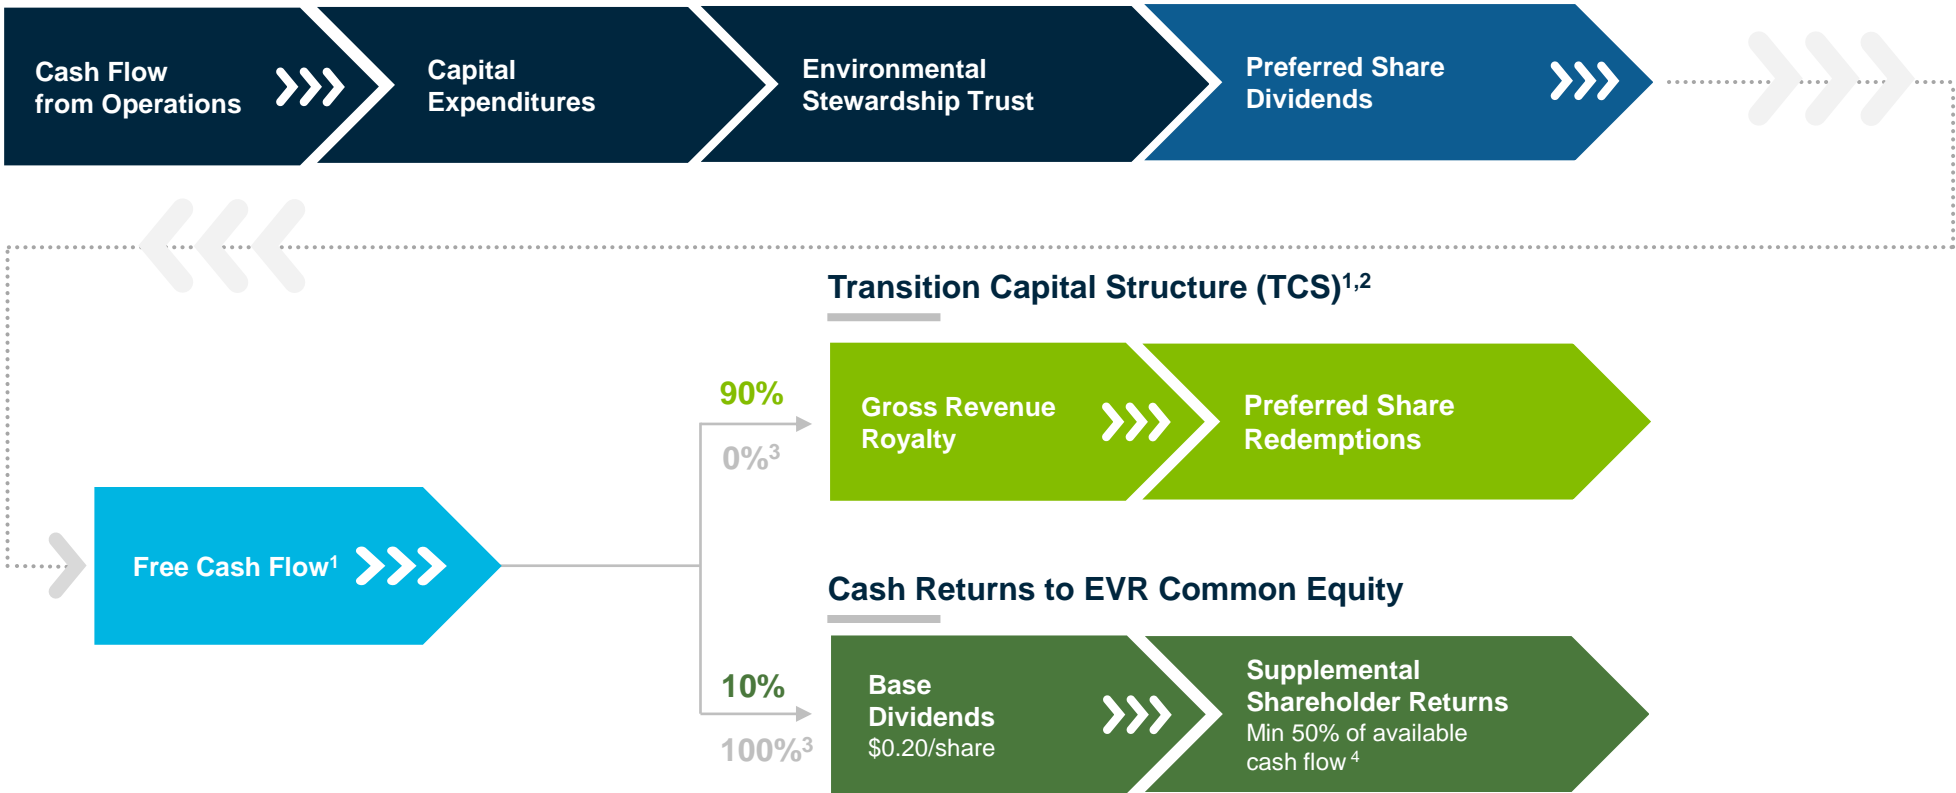 Cash Flow
from Operations
Capital
Expenditures
Environmental
Stewardship Trust
Preferred Share
Dividends
Transition Capital Structure (TCS)1,2
90%
0%3
Gross Revenue
Royalty
Preferred Share
Redemptions
Free Cash Flow1
Cash Returns to EVR Common Equity
10%
100%3
Base
Dividends
$0.20/share
Supplemental
Shareholder Returns
Min 50% of available
cash flow 4